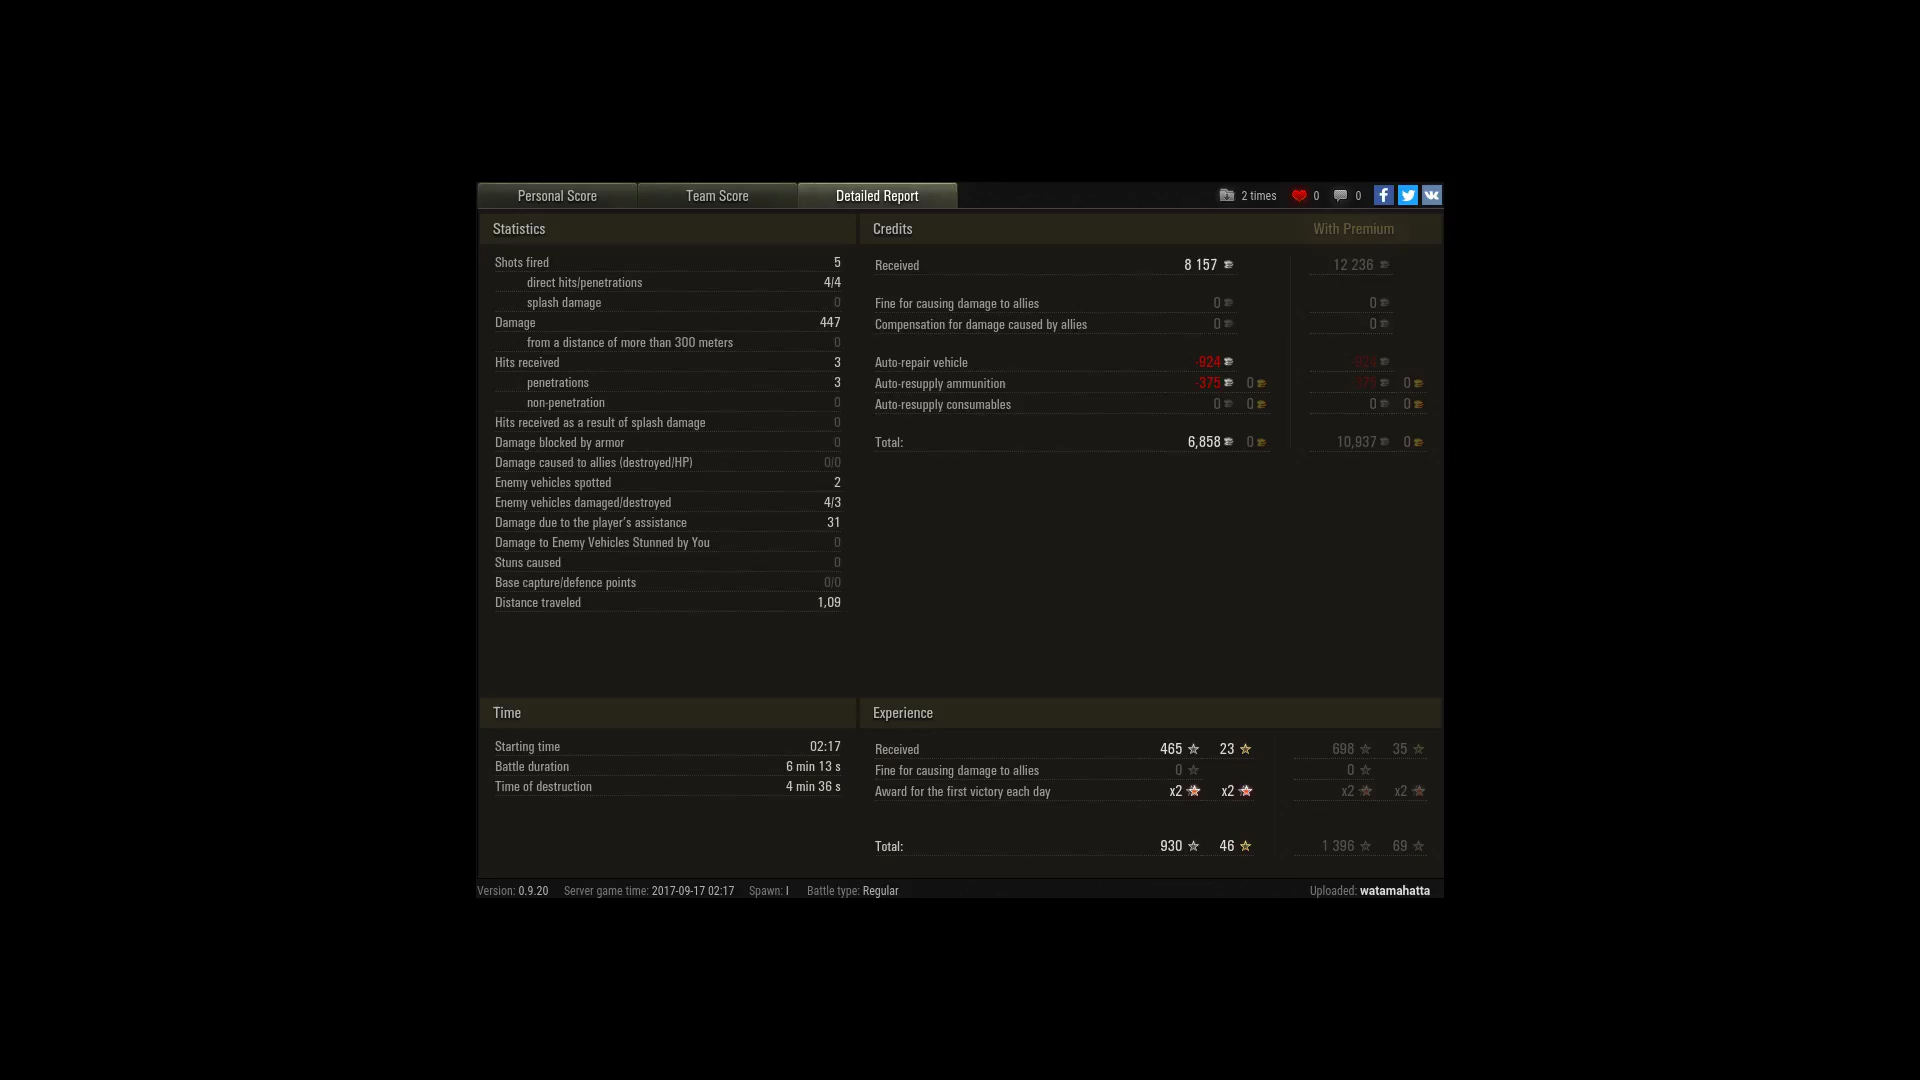 Personal Score Team Score Detailed Report 2 times 0 0
Statistics
Shots fired 5
direct hits/penetrations 4/4
splash damage 0
Damage 447
from a distance of more than 300 meters 0
Hits received 3
penetrations 3
non-penetration 0
Hits received as a result of splash damage 0
Damage blocked by armor 0
Damage caused to allies (destroyed/HP) 0/0
Enemy vehicles spotted 2
Enemy vehicles damaged/destroyed 4/3
Damage due to the player's assistance 31
Damage to Enemy Vehicles Stunned by You 0
Stuns caused 0
Base capture/defence points 0/0
Distance traveled 1,09
Credits With Premium
Received 8 157 12 236
Fine for causing damage to allies 0 0
Compensation for damage caused by allies 0 0
Auto-repair vehicle -924 -924
Auto-resupply ammunition -375 0 -375 0
Auto-resupply consumables 0 0 0 0
Total: 6,858 0 10,937 0
Time
Starting time 02:17
Battle duration 6 min 13 s
Time of destruction 4 min 36 s
Experience
Received 465 23 698 35
Fine for causing damage to allies 0 0
Award for the first victory each day x2 x2 x2 x2
Total: 930 46 1 396 69
Version: 0.9.20 Server game time: 2017-09-17 02:17 Spawn: I Battle type: Regular Uploaded: watamahatta